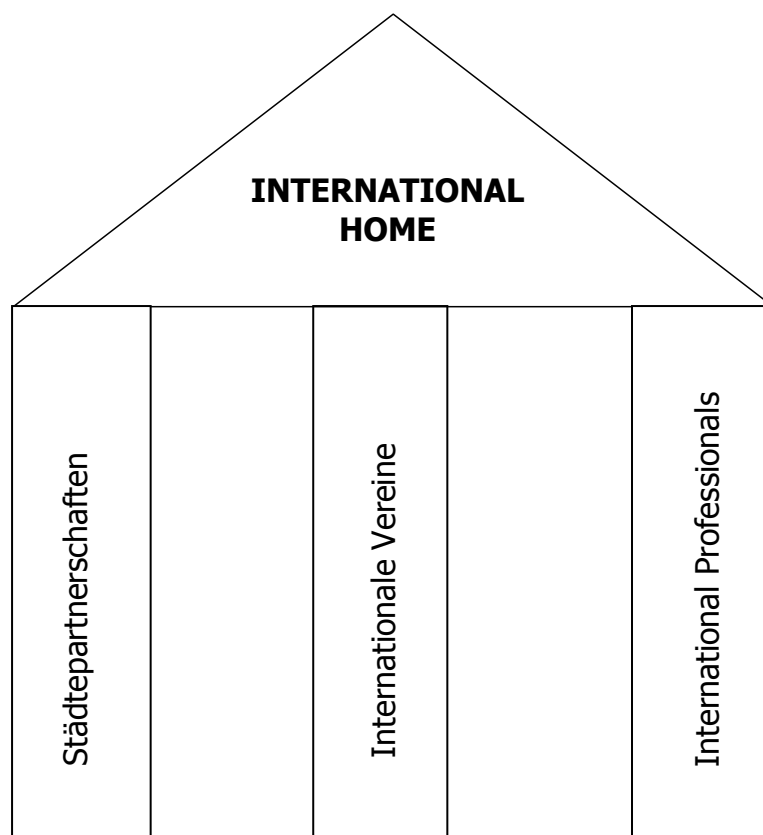 INTERNATIONAL
HOME
Städtepartnerschaften
Internationale Vereine
International Professionals